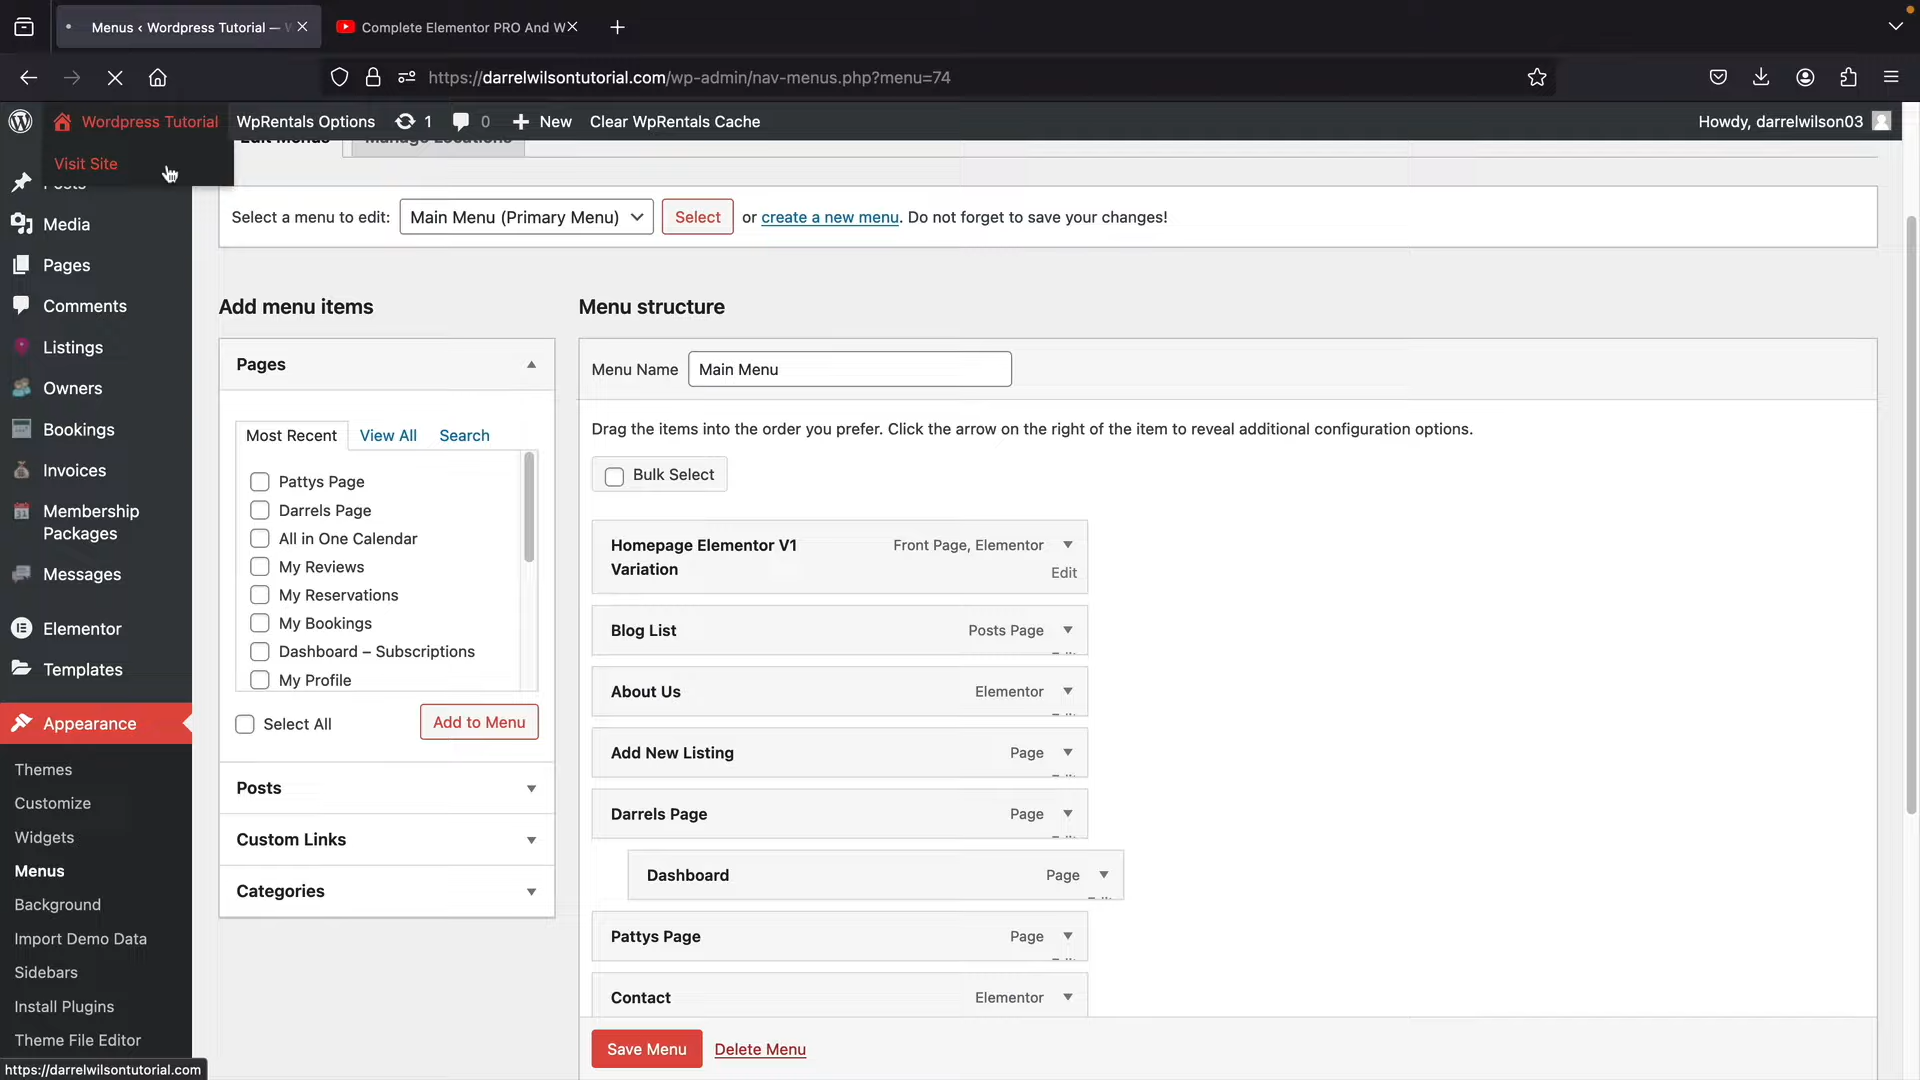 Menus ‹ Wordpress Tutorial —
Complete Elementor PRO And W
https://darrelwilsontutorial.com/wp-admin/nav-menus.php?menu=74
Wordpress Tutorial
WpRentals Options
1
0
New
Clear WpRentals Cache
Howdy, darrelwilson03
Visit Site
Edit Menus
Manage Locations
Posts
Media
Pages
Comments
Listings
Owners
Bookings
Invoices
Membership
Packages
Messages
Elementor
Templates
Appearance
Themes
Customize
Widgets
Menus
Background
Import Demo Data
Sidebars
Install Plugins
Theme File Editor
https://darrelwilsontutorial.com
Select a menu to edit: Main Menu (Primary Menu) Select or create a new menu. Do not forget to save your changes!
Add menu items
Pages
Most Recent View All Search
Pattys Page
Darrels Page
All in One Calendar
My Reviews
My Reservations
My Bookings
Dashboard – Subscriptions
My Profile
Select All
Add to Menu
Posts
Custom Links
Categories
Menu structure
Menu Name Main Menu
Drag the items into the order you prefer. Click the arrow on the right of the item to reveal additional configuration options.
Bulk Select
Homepage Elementor V1 Front Page, Elementor
Variation Edit
Blog List Posts Page
About Us Elementor
Add New Listing Page
Darrels Page Page
Dashboard Page
Pattys Page Page
Contact Elementor
Save Menu Delete Menu